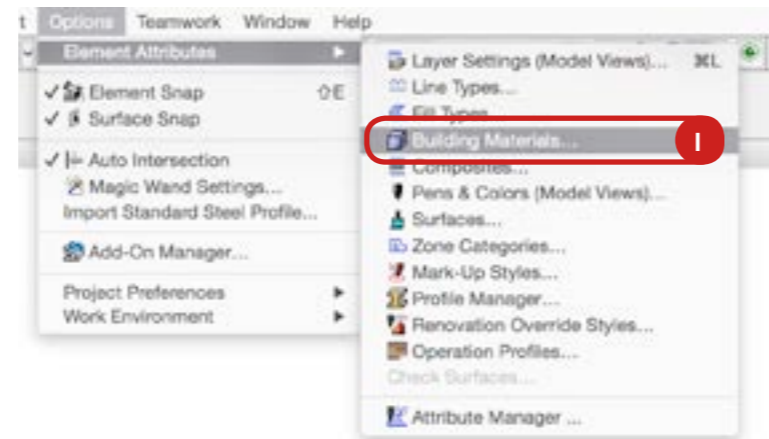 t Options Teamwork Window Help
Element Attributes
✓ Element Snap ⇧E
✓ Surface Snap
✓ Auto Intersection
Magic Wand Settings...
Import Standard Steel Profile...
Add-On Manager...
Project Preferences
Work Environment
Layer Settings (Model Views)... ⌘L
Line Types...
Fill Types...
Building Materials... I
Composites...
Pens & Colors (Model Views)...
Surfaces...
Zone Categories...
Mark-Up Styles...
Profile Manager...
Renovation Override Styles...
Operation Profiles...
Check Surfaces...
Attribute Manager ...